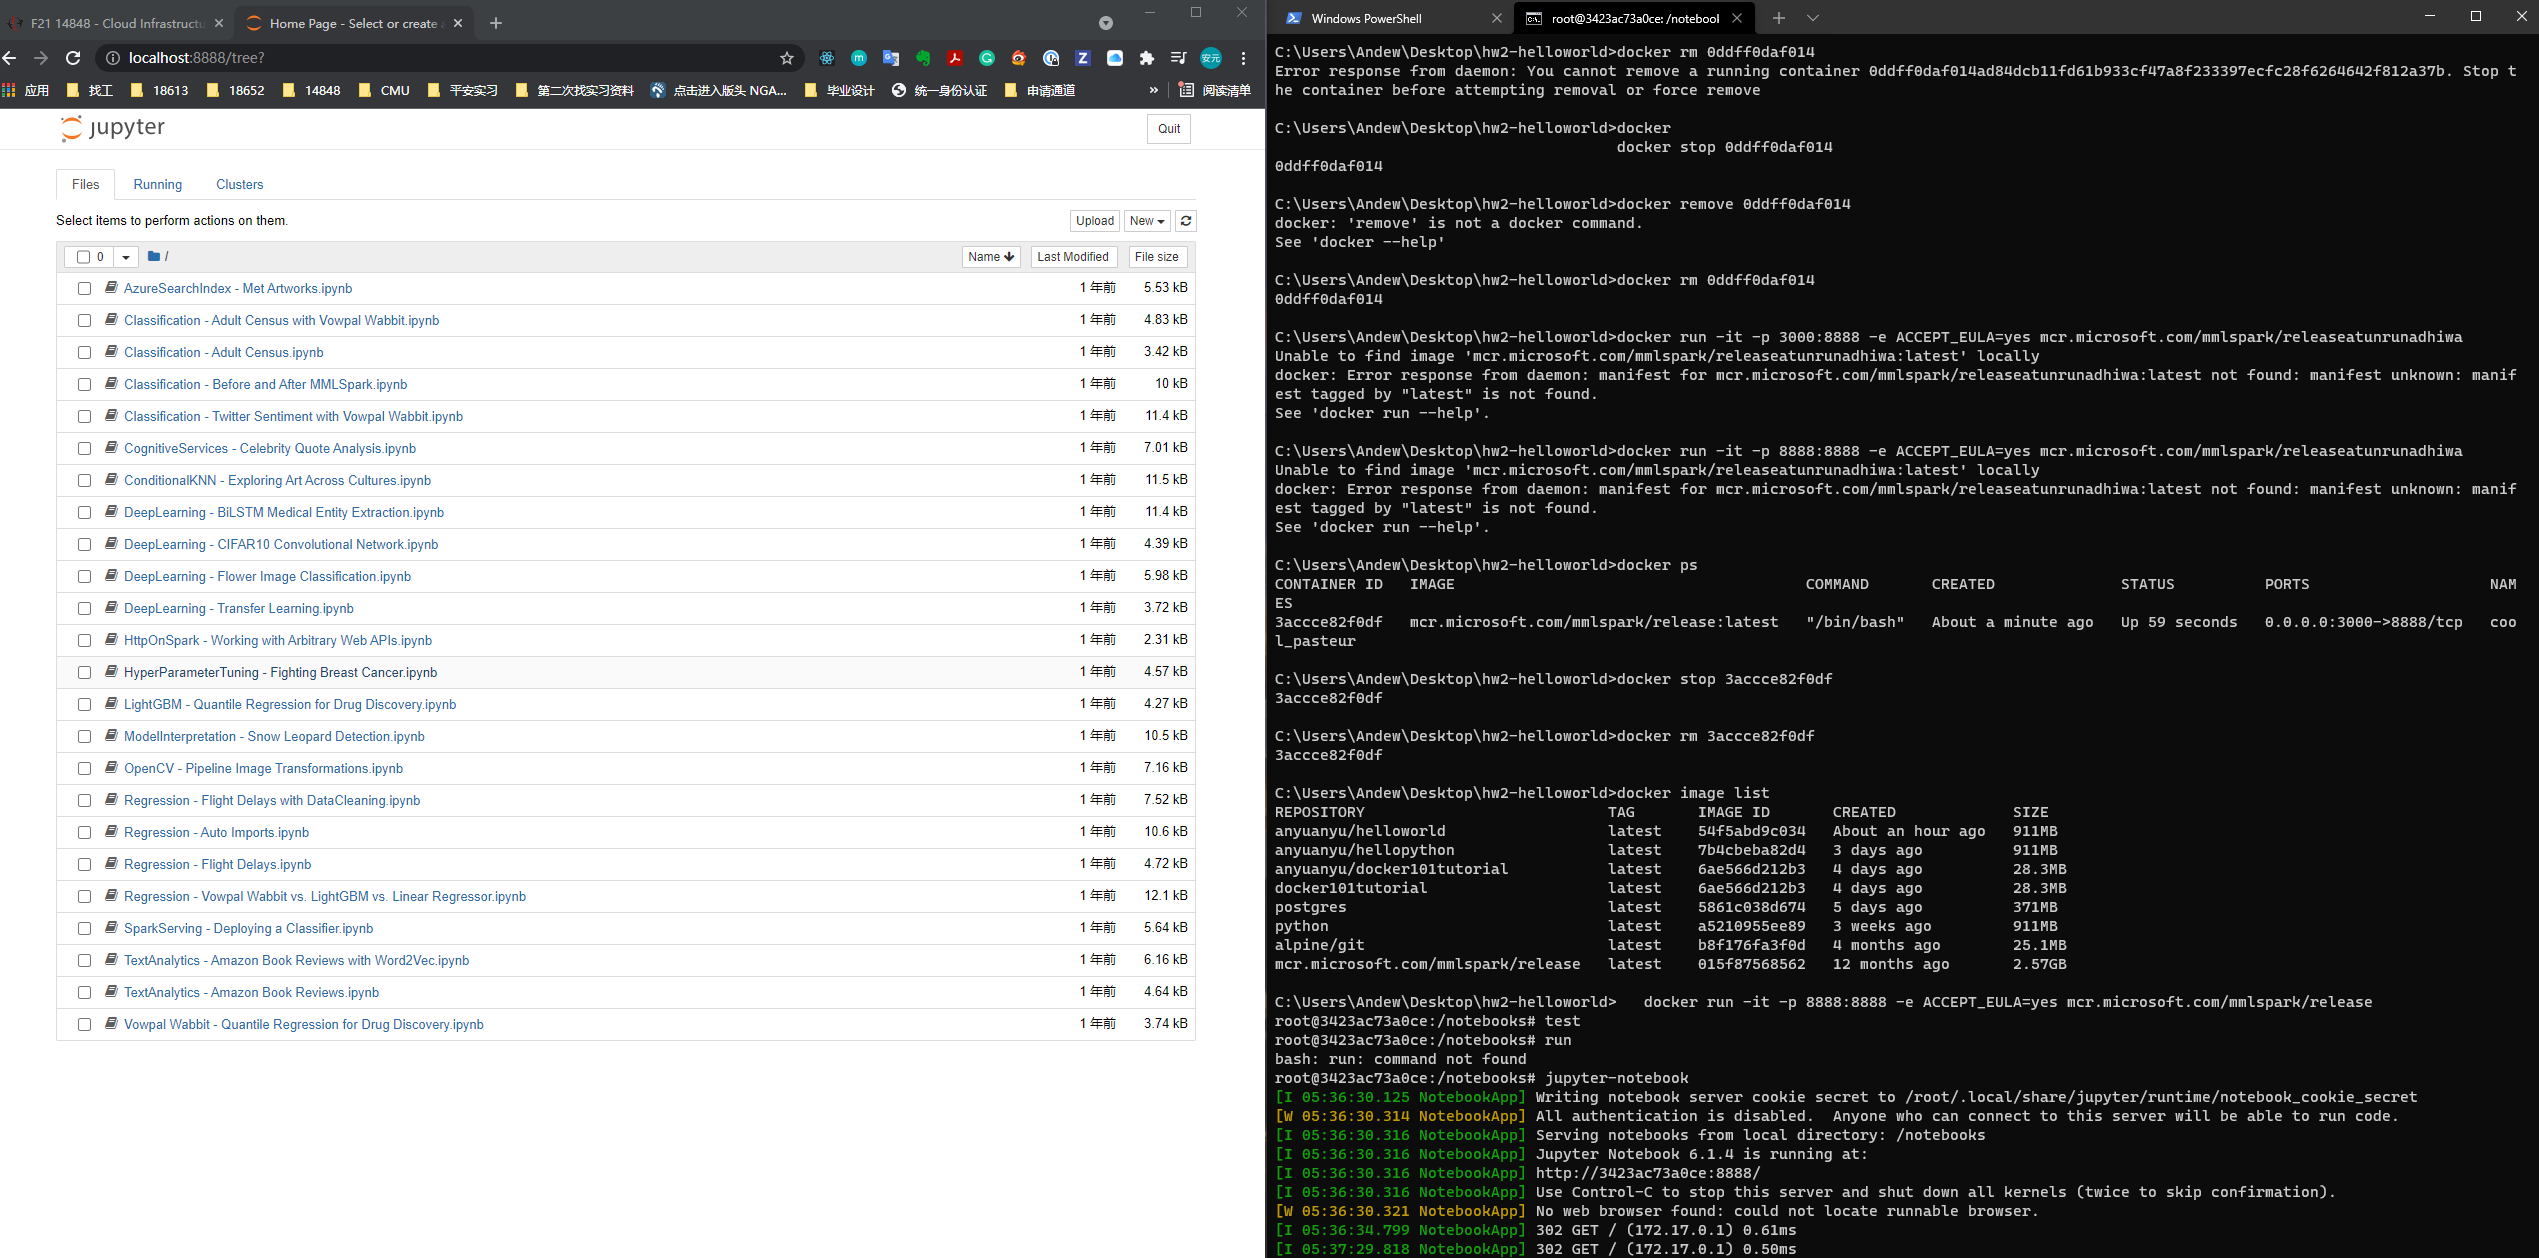 F21 14848 - Cloud Infrastructu
Home Page - Select or create a
localhost:8888/tree?
应用
找工
18613
18652
14848
CMU
平安实习
第二次找实习资料
点击进入版头 NGA...
毕业设计
统一身份认证
申请通道
»
阅读清单
jupyter
Quit
Files
Running
Clusters
Select items to perform actions on them.
Upload
New
0
/
Name
Last Modified
File size
AzureSearchIndex - Met Artworks.ipynb 1 年前 5.53 kB
Classification - Adult Census with Vowpal Wabbit.ipynb 1 年前 4.83 kB
Classification - Adult Census.ipynb 1 年前 3.42 kB
Classification - Before and After MMLSpark.ipynb 1 年前 10 kB
Classification - Twitter Sentiment with Vowpal Wabbit.ipynb 1 年前 11.4 kB
CognitiveServices - Celebrity Quote Analysis.ipynb 1 年前 7.01 kB
ConditionalKNN - Exploring Art Across Cultures.ipynb 1 年前 11.5 kB
DeepLearning - BiLSTM Medical Entity Extraction.ipynb 1 年前 11.4 kB
DeepLearning - CIFAR10 Convolutional Network.ipynb 1 年前 4.39 kB
DeepLearning - Flower Image Classification.ipynb 1 年前 5.98 kB
DeepLearning - Transfer Learning.ipynb 1 年前 3.72 kB
HttpOnSpark - Working with Arbitrary Web APIs.ipynb 1 年前 2.31 kB
HyperParameterTuning - Fighting Breast Cancer.ipynb 1 年前 4.57 kB
LightGBM - Quantile Regression for Drug Discovery.ipynb 1 年前 4.27 kB
ModelInterpretation - Snow Leopard Detection.ipynb 1 年前 10.5 kB
OpenCV - Pipeline Image Transformations.ipynb 1 年前 7.16 kB
Regression - Flight Delays with DataCleaning.ipynb 1 年前 7.52 kB
Regression - Auto Imports.ipynb 1 年前 10.6 kB
Regression - Flight Delays.ipynb 1 年前 4.72 kB
Regression - Vowpal Wabbit vs. LightGBM vs. Linear Regressor.ipynb 1 年前 12.1 kB
SparkServing - Deploying a Classifier.ipynb 1 年前 5.64 kB
TextAnalytics - Amazon Book Reviews with Word2Vec.ipynb 1 年前 6.16 kB
TextAnalytics - Amazon Book Reviews.ipynb 1 年前 4.64 kB
Vowpal Wabbit - Quantile Regression for Drug Discovery.ipynb 1 年前 3.74 kB
Windows PowerShell
root@3423ac73a0ce: /notebool
C:\Users\Andew\Desktop\hw2-helloworld>docker rm 0ddff0daf014
Error response from daemon: You cannot remove a running container 0ddff0daf014ad84dcb11fd61b933cf47a8f233397ecfc28f6264642f812a37b. Stop t
he container before attempting removal or force remove
C:\Users\Andew\Desktop\hw2-helloworld>docker
docker stop 0ddff0daf014
0ddff0daf014
C:\Users\Andew\Desktop\hw2-helloworld>docker remove 0ddff0daf014
docker: 'remove' is not a docker command.
See 'docker --help'
C:\Users\Andew\Desktop\hw2-helloworld>docker rm 0ddff0daf014
0ddff0daf014
C:\Users\Andew\Desktop\hw2-helloworld>docker run -it -p 3000:8888 -e ACCEPT_EULA=yes mcr.microsoft.com/mmlspark/releaseatunrunadhiwa
Unable to find image 'mcr.microsoft.com/mmlspark/releaseatunrunadhiwa:latest' locally
docker: Error response from daemon: manifest for mcr.microsoft.com/mmlspark/releaseatunrunadhiwa:latest not found: manifest unknown: manif
est tagged by "latest" is not found.
See 'docker run --help'.
C:\Users\Andew\Desktop\hw2-helloworld>docker run -it -p 8888:8888 -e ACCEPT_EULA=yes mcr.microsoft.com/mmlspark/releaseatunrunadhiwa
Unable to find image 'mcr.microsoft.com/mmlspark/releaseatunrunadhiwa:latest' locally
docker: Error response from daemon: manifest for mcr.microsoft.com/mmlspark/releaseatunrunadhiwa:latest not found: manifest unknown: manif
est tagged by "latest" is not found.
See 'docker run --help'.
C:\Users\Andew\Desktop\hw2-helloworld>docker ps
CONTAINER ID IMAGE COMMAND CREATED STATUS PORTS NAM
ES
3accce82f0df mcr.microsoft.com/mmlspark/release:latest "/bin/bash" About a minute ago Up 59 seconds 0.0.0.0:3000->8888/tcp coo
l_pasteur
C:\Users\Andew\Desktop\hw2-helloworld>docker stop 3accce82f0df
3accce82f0df
C:\Users\Andew\Desktop\hw2-helloworld>docker rm 3accce82f0df
3accce82f0df
C:\Users\Andew\Desktop\hw2-helloworld>docker image list
REPOSITORY TAG IMAGE ID CREATED SIZE
anyuanyu/helloworld latest 54f5abd9c034 About an hour ago 911MB
anyuanyu/hellopython latest 7b4cbeba82d4 3 days ago 911MB
anyuanyu/docker101tutorial latest 6ae566d212b3 4 days ago 28.3MB
docker101tutorial latest 6ae566d212b3 4 days ago 28.3MB
postgres latest 5861c038d674 5 days ago 371MB
python latest a5210955ee89 3 weeks ago 911MB
alpine/git latest b8f176fa3f0d 4 months ago 25.1MB
mcr.microsoft.com/mmlspark/release latest 015f87568562 12 months ago 2.57GB
C:\Users\Andew\Desktop\hw2-helloworld> docker run -it -p 8888:8888 -e ACCEPT_EULA=yes mcr.microsoft.com/mmlspark/release
root@3423ac73a0ce:/notebooks# test
root@3423ac73a0ce:/notebooks# run
bash: run: command not found
root@3423ac73a0ce:/notebooks# jupyter-notebook
[I 05:36:30.125 NotebookApp] Writing notebook server cookie secret to /root/.local/share/jupyter/runtime/notebook_cookie_secret
[W 05:36:30.314 NotebookApp] All authentication is disabled.  Anyone who can connect to this server will be able to run code.
[I 05:36:30.316 NotebookApp] Serving notebooks from local directory: /notebooks
[I 05:36:30.316 NotebookApp] Jupyter Notebook 6.1.4 is running at:
[I 05:36:30.316 NotebookApp] http://3423ac73a0ce:8888/
[I 05:36:30.316 NotebookApp] Use Control-C to stop this server and shut down all kernels (twice to skip confirmation).
[W 05:36:30.321 NotebookApp] No web browser found: could not locate runnable browser.
[I 05:36:34.799 NotebookApp] 302 GET / (172.17.0.1) 0.61ms
[I 05:37:29.818 NotebookApp] 302 GET / (172.17.0.1) 0.50ms